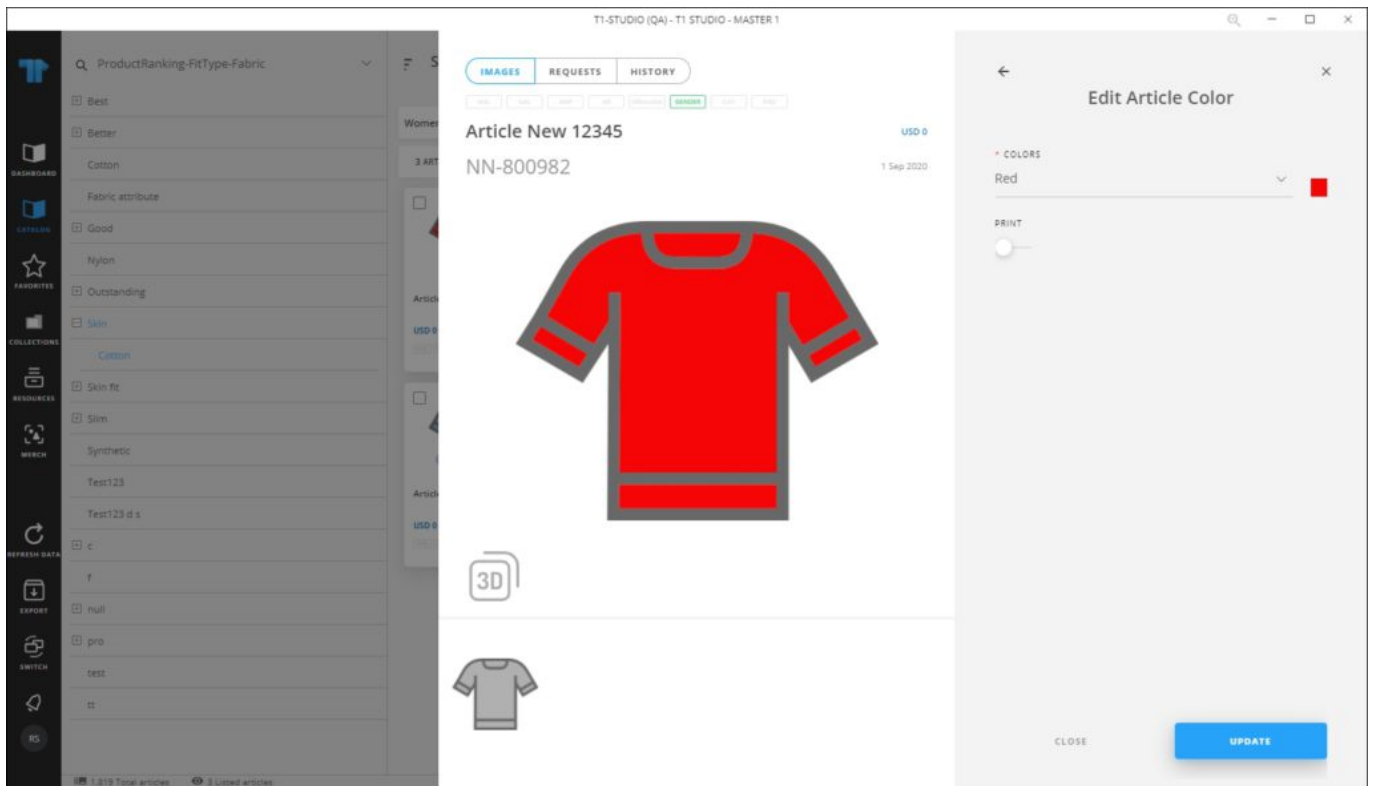 T1-STUDIO (QA) - T1 STUDIO - MASTER 1
DASHBOARD
CATALOG
FAVORITES
COLLECTIONS
RESOURCES
MERCH
REFRESH DATA
EXPORT
SWITCH
RS
ProductRanking-FitType-Fabric
Best
Better
Cotton
Fabric attribute
Good
Nylon
Outstanding
Skin
Cotton
Skin fit
Slim
Synthetic
Test123
Test123 d s
c
f
null
pro
test
tt
1,019 Total articles
3 Listed articles
S
Women
3 ART
Article
USD 0
Article
USD 0
IMAGES REQUESTS HISTORY
GENDER
Article New 12345
USD 0
NN-800982
1 Sep 2020
3D
Edit Article Color
* COLORS
Red
PRINT
CLOSE
UPDATE